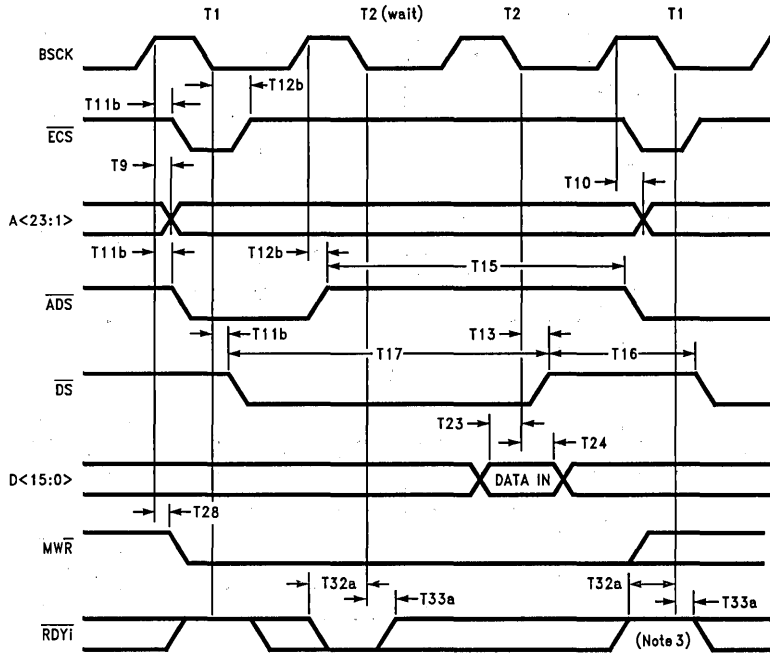 T1 T2 (wait) T2 T1
BSCK
T12b
T11b
ECS
T9
T10
A<23:1>
T11b T12b
T15
ADS
T11b T13
T17 T16
DS
T23
T24
D<15:0> DATA IN
T28
MWR
T32a T32a
T33a T33a
RDYi (Note 3)